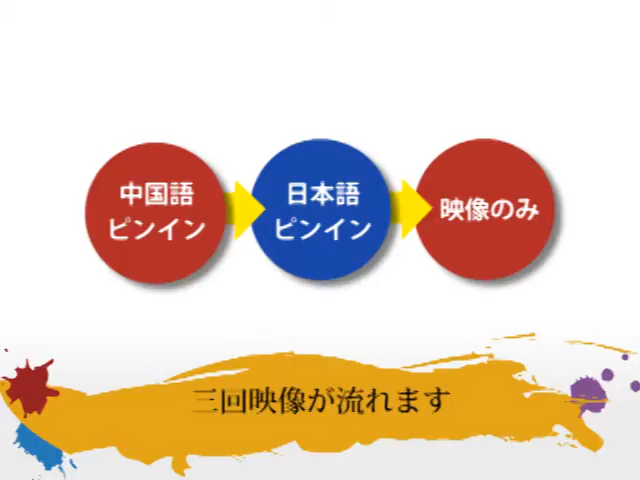 中国語
ピンイン
日本語
ピンイン
映像のみ
三回映像が流れます